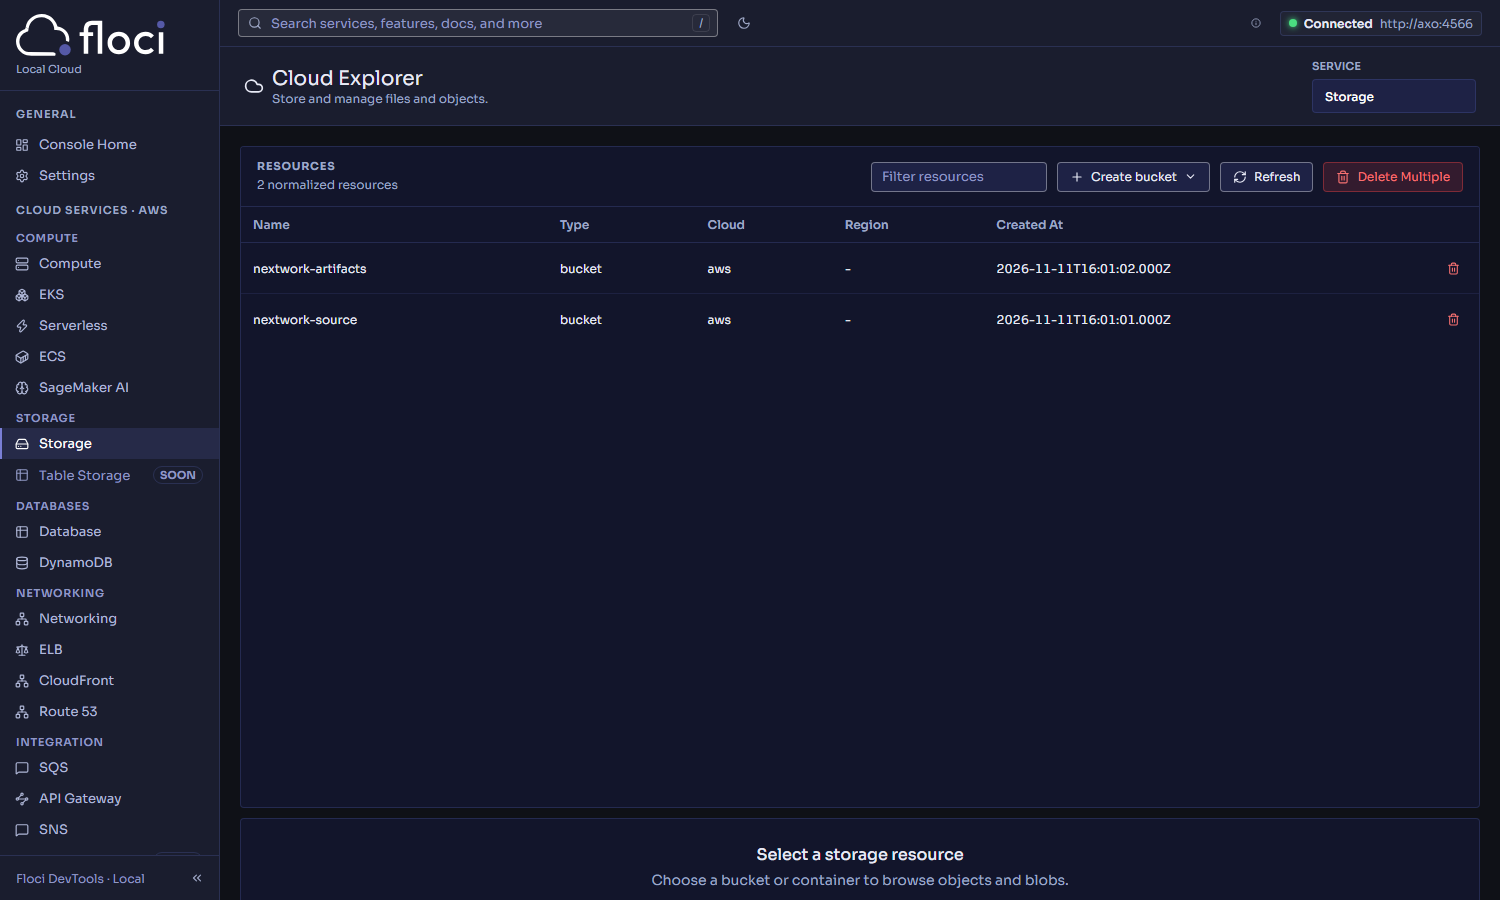 floci
Local Cloud
GENERAL
Console Home
Settings
CLOUD SERVICES · AWS
COMPUTE
Compute
EKS
Serverless
ECS
SageMaker AI
STORAGE
Storage
Table Storage SOON
DATABASES
Database
DynamoDB
NETWORKING
Networking
ELB
CloudFront
Route 53
INTEGRATION
SQS
API Gateway
SNS
Floci DevTools · Local «
Search services, features, docs, and more /
Connected http://axo:4566
Cloud Explorer
Store and manage files and objects.
SERVICE
Storage
RESOURCES
2 normalized resources
Filter resources
Create bucket
Refresh
Delete Multiple
Name Type Cloud Region Created At
nextwork-artifacts bucket aws - 2026-11-11T16:01:02.000Z
nextwork-source bucket aws - 2026-11-11T16:01:01.000Z
Select a storage resource
Choose a bucket or container to browse objects and blobs.